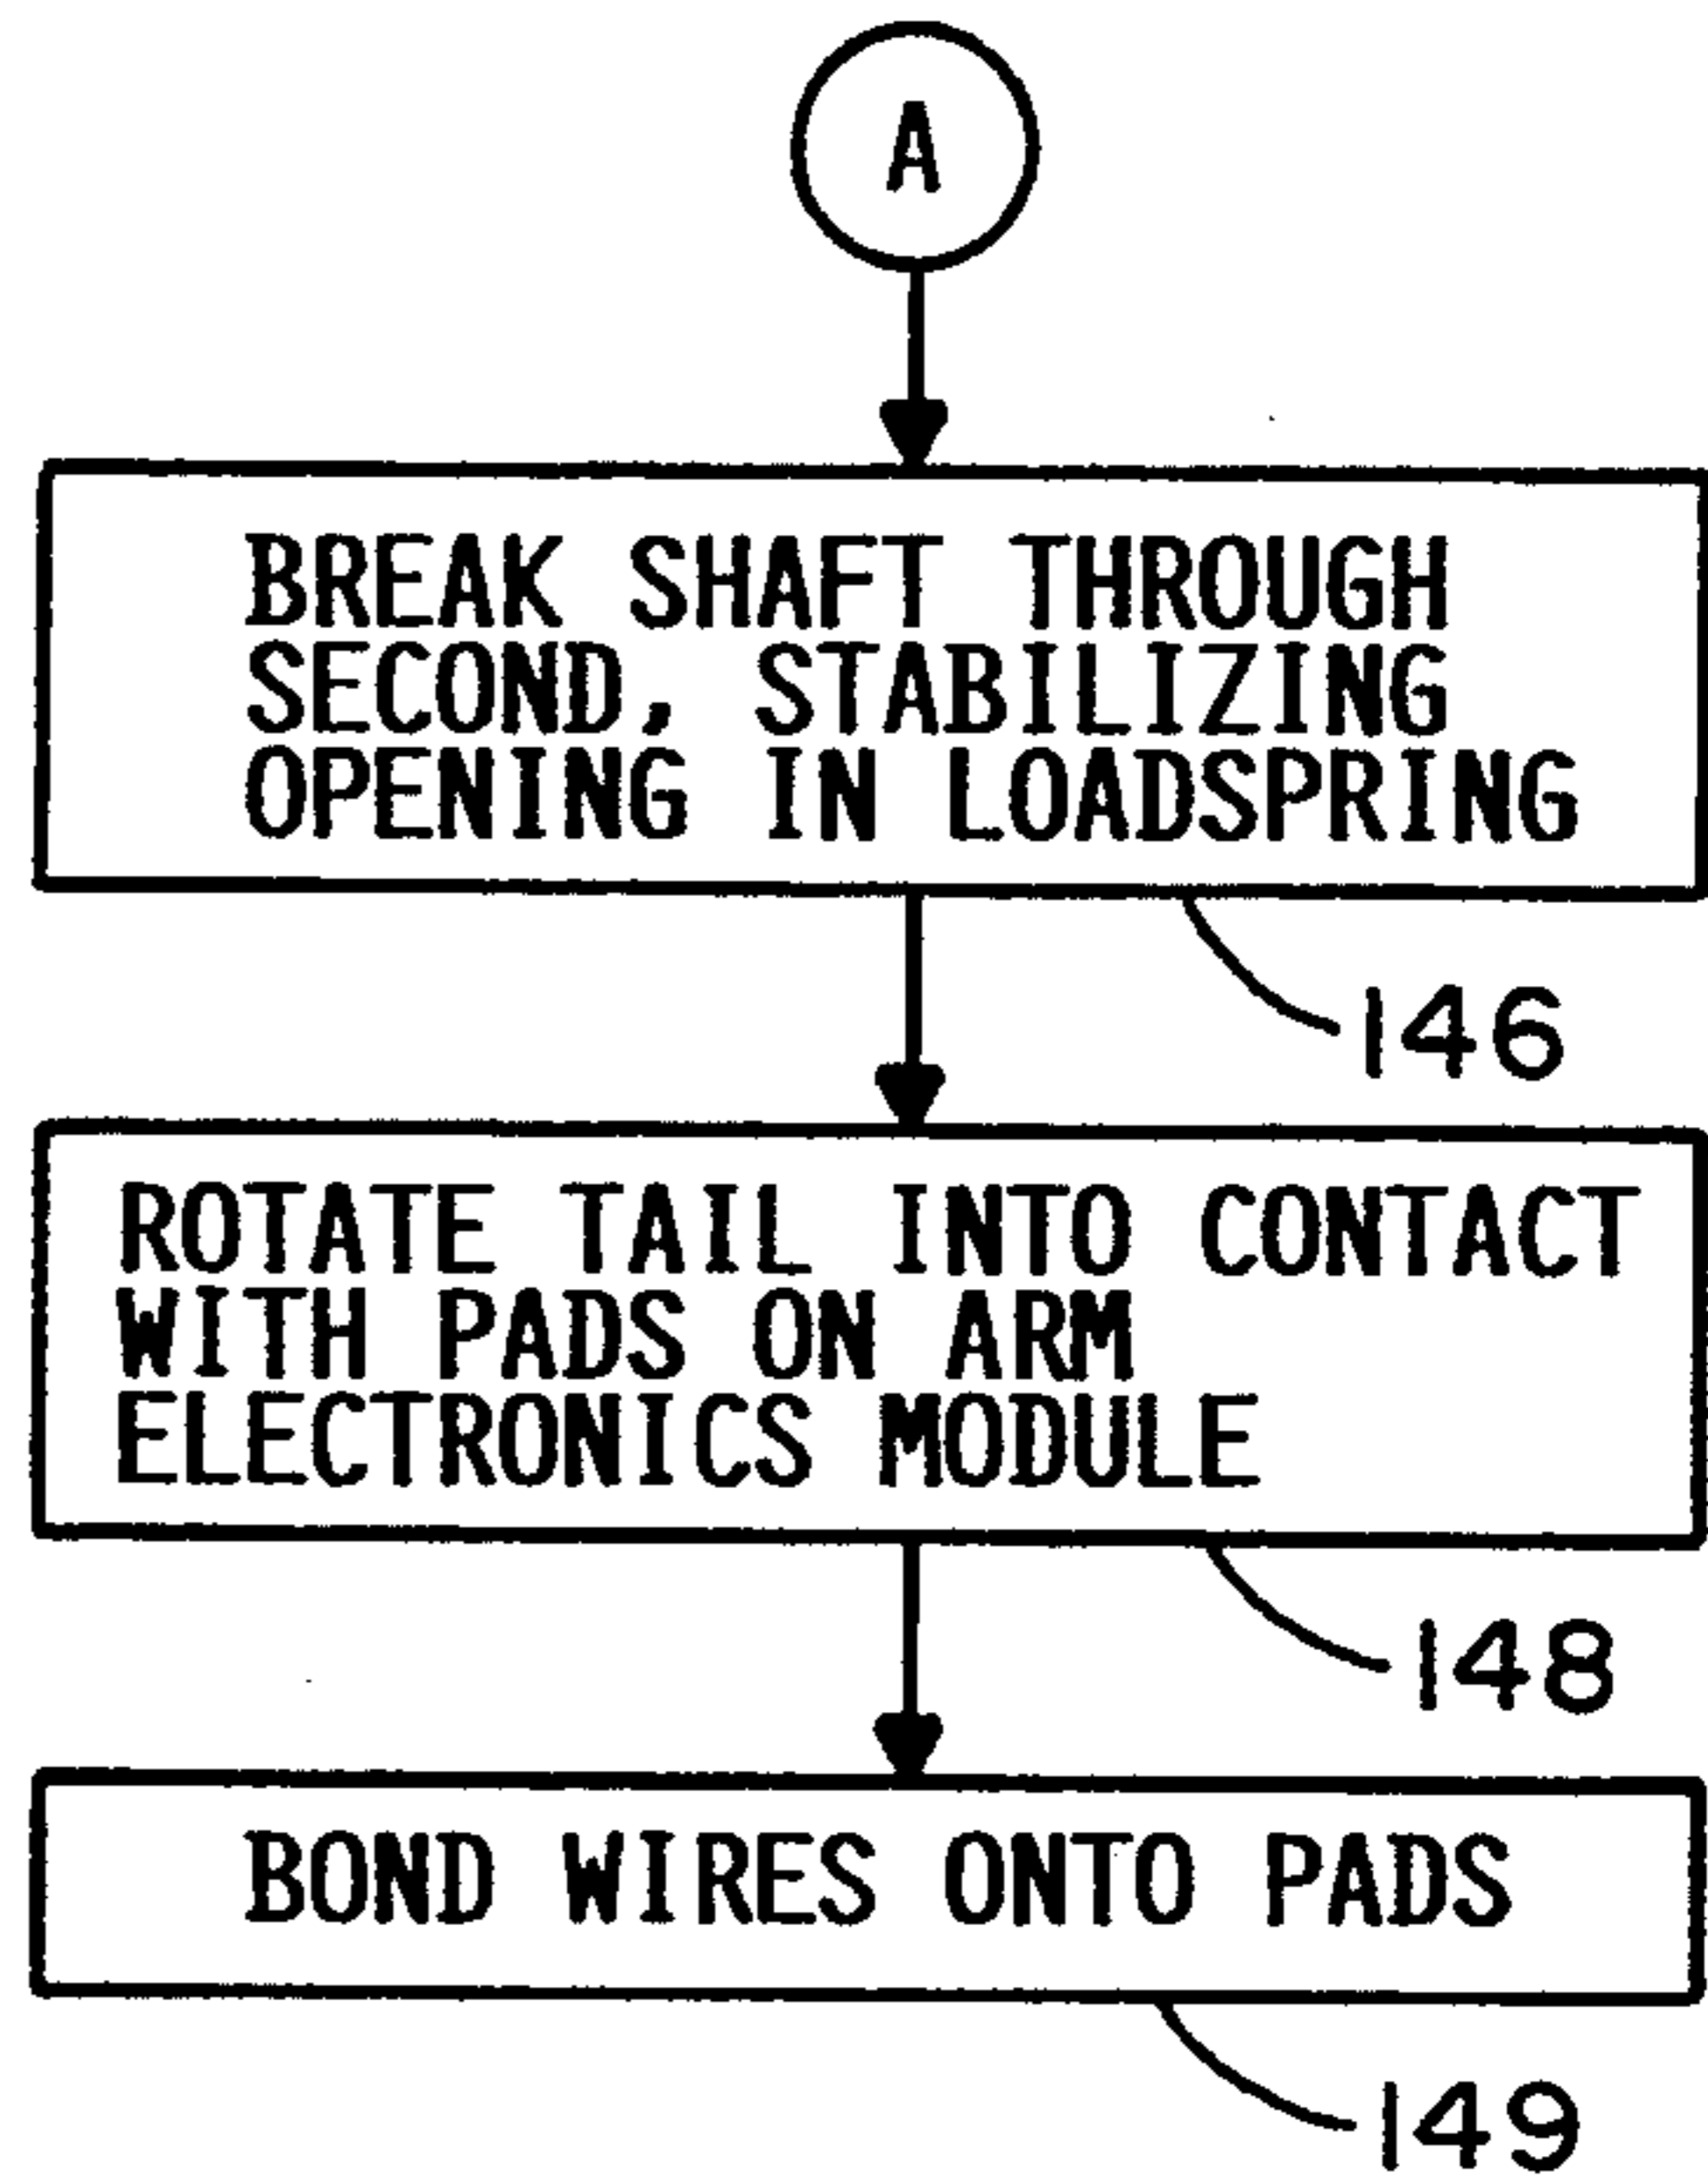 A
BREAK SHAFT THROUGH
SECOND, STABILIZING
OPENING IN LOADSPRING
146
ROTATE TAIL INTO CONTACT
WITH PADS ON ARM
ELECTRONICS MODULE
148
BOND WIRES ONTO PADS
149